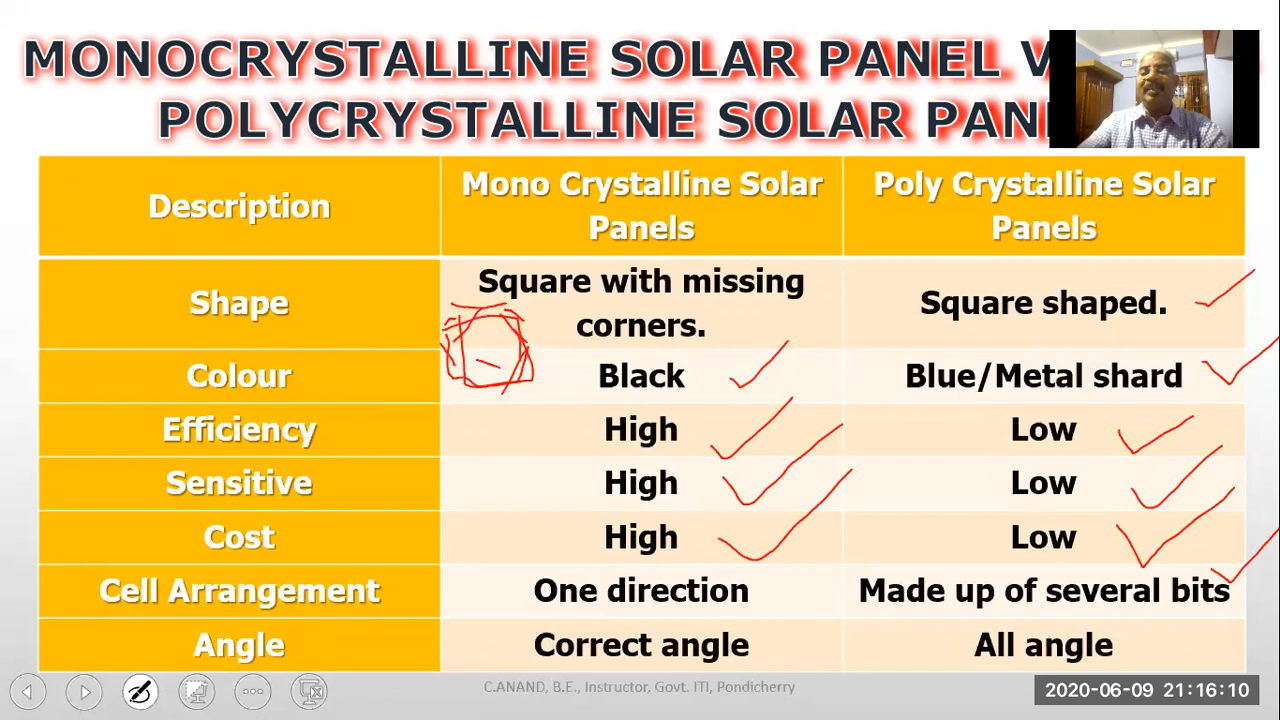 MONOCRYSTALLINE SOLAR PANEL
POLYCRYSTALLINE SOLAR
Description
Mono Crystalline Solar
Panels
Poly Crystalline Solar
Panels
Shape
Square with missing
corners.
Square shaped.
Colour
Black
Blue/Metal shard
Efficiency
High
Low
Sensitive
High
Low
Cost
High
Low
Cell Arrangement
One direction
Made up of several bits
Angle
Correct angle
All angle
C.ANAND, B.E., Instructor, Govt. ITI, Pondicherry
2020-06-09 21:16:10